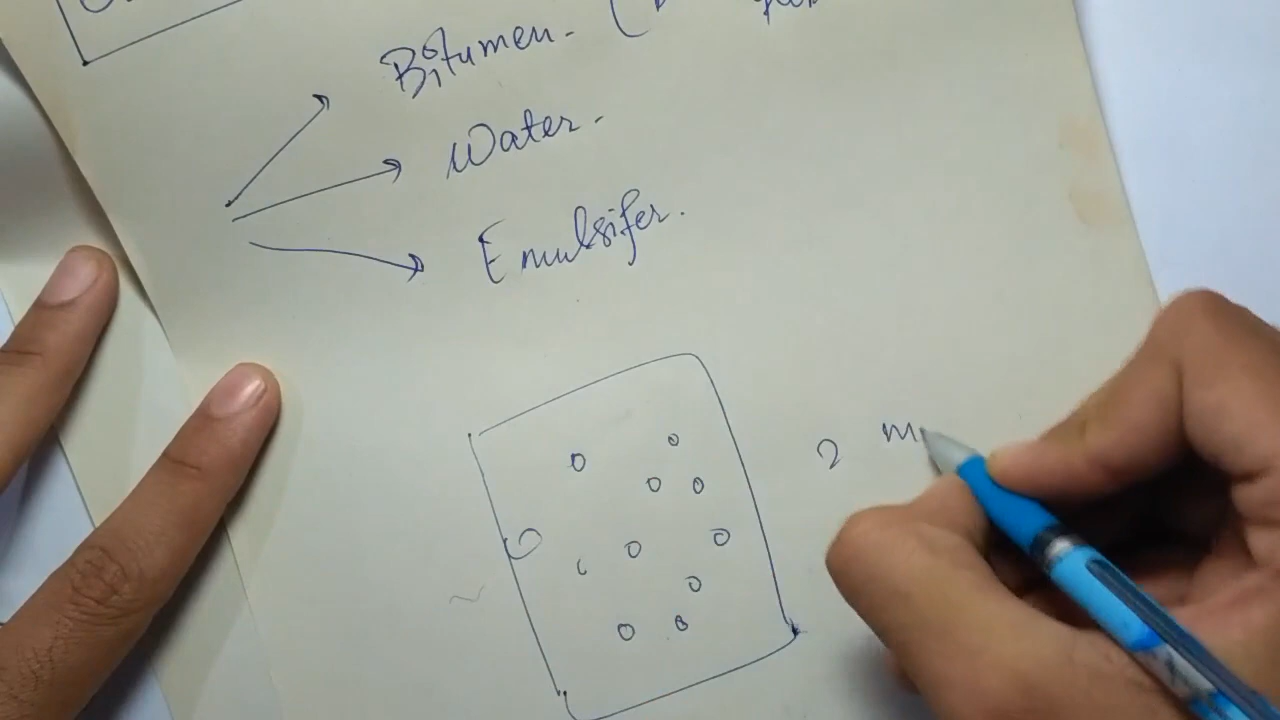 Bitumen. (
Water.
Emulsifer.
2 m